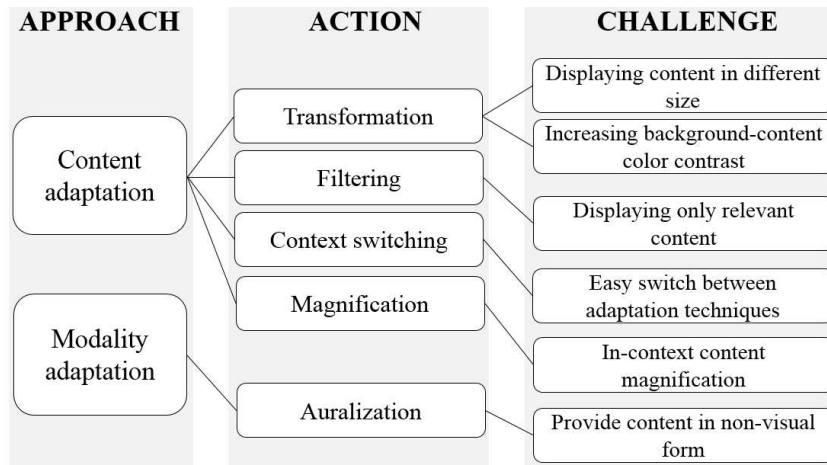 APPROACH
ACTION
CHALLENGE
Content
adaptation
Modality
adaptation
Transformation
Filtering
Context switching
Magnification
Auralization
Displaying content in different
size
Increasing background-content
color contrast
Displaying only relevant
content
Easy switch between
adaptation techniques
In-context content
magnification
Provide content in non-visual
form